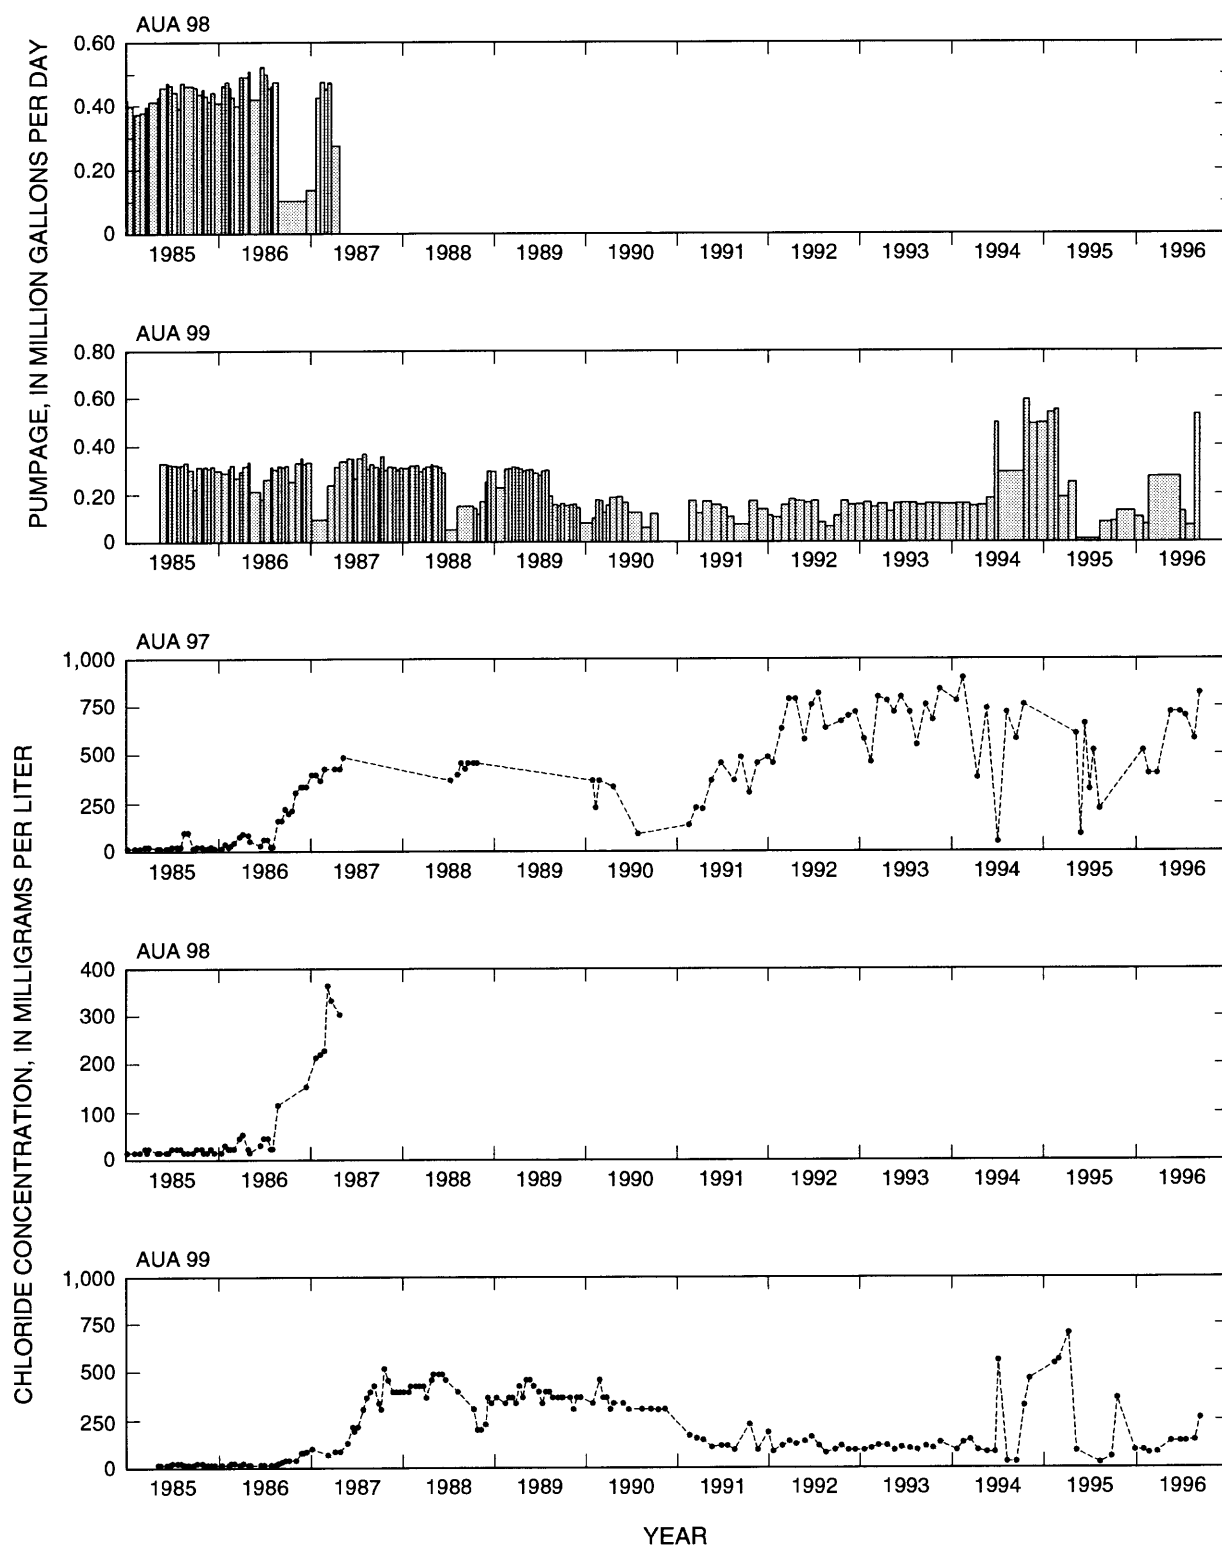 AUA 98
PUMPAGE, IN MILLION GALLONS PER DAY
0.60
0.40
0.20
0
1985 1986 1987 1988 1989 1990 1991 1992 1993 1994 1995 1996
AUA 99
0.80
0.60
0.40
0.20
0
1985 1986 1987 1988 1989 1990 1991 1992 1993 1994 1995 1996
CHLORIDE CONCENTRATION, IN MILLIGRAMS PER LITER
AUA 97
1,000
750
500
250
0
1985 1986 1987 1988 1989 1990 1991 1992 1993 1994 1995 1996
AUA 98
400
300
200
100
0
1985 1986 1987 1988 1989 1990 1991 1992 1993 1994 1995 1996
AUA 99
1,000
750
500
250
0
1985 1986 1987 1988 1989 1990 1991 1992 1993 1994 1995 1996
YEAR